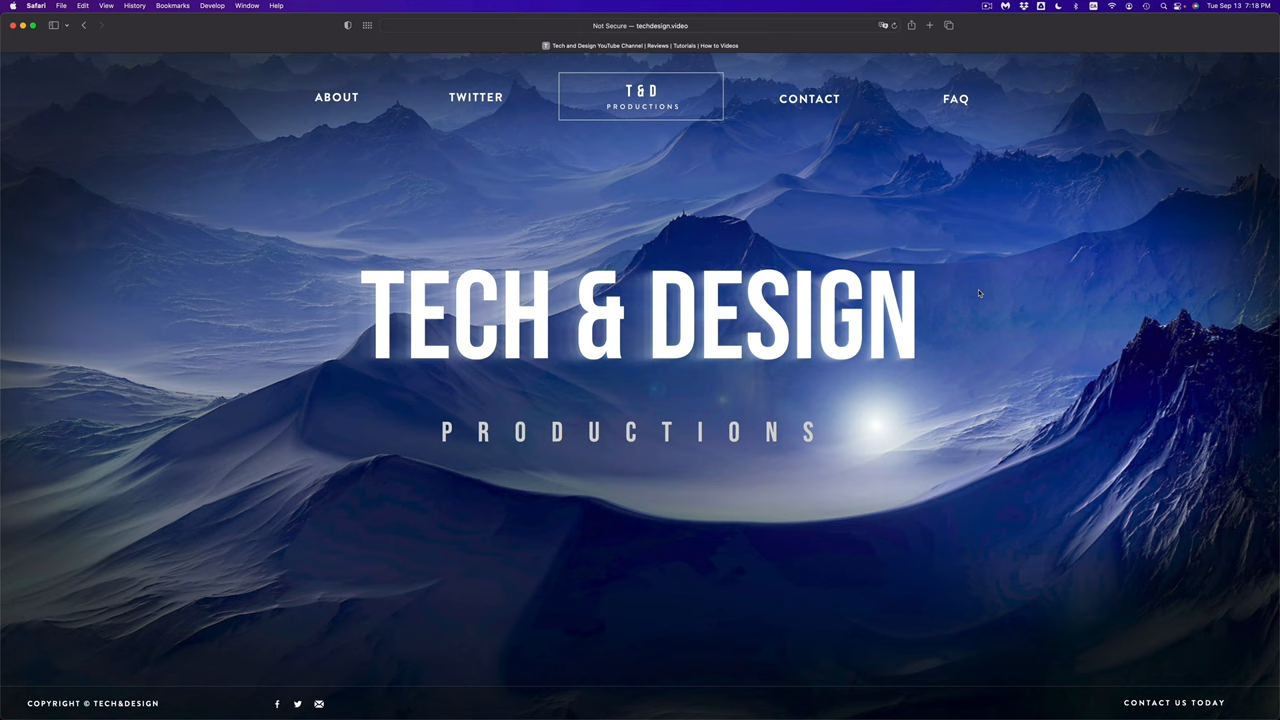 Safari File Edit View History Bookmarks Develop Window Help Tue Sep 13 7:18 PM
Not Secure — techdesign.video
T Tech and Design YouTube Channel | Reviews | Tutorials | How to Videos
ABOUT TWITTER T & D CONTACT FAQ
PRODUCTIONS
TECH & DESIGN
PRODUCTIONS
COPYRIGHT © TECH&DESIGN CONTACT US TODAY